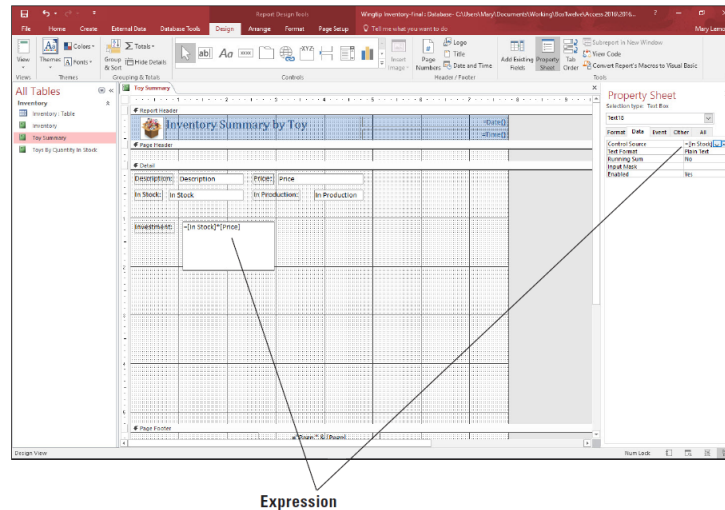 Report Design Tools
Wingtip Inventory-Final : Database- C:\Users\Mary\Documents\Working\BoxTwelve\Access 2016\2016... ?
File Home Create External Data Database Tools Design Arrange Format Page Setup Tell me what you want to do
View Themes Colors Fonts Group & Sort Totals Hide Details
Insert Image Page Numbers Logo Title Date and Time
Add Existing Fields Property Sheet Tab Order Subreport in New Window View Code Convert Report's Macros to Visual Basic
Views Themes Grouping & Totals Controls Header / Footer Tools
All Tables
Inventory
Inventory : Table
Inventory
Toy Summary
Toys By Quantity In Stock
Toy Summary
Report Header
Inventory Summary by Toy
=Date()
=Time()
Page Header
Detail
Description: Description Price: Price
In Stock: In Stock In Production: In Production
Investment: =[In Stock]*[Price]
Page Footer
="Page " & [Page]
Property Sheet
Selection type: Text Box
Text18
Format Data Event Other All
Control Source =[In Stock]
Text Format Plain Text
Running Sum No
Input Mask
Enabled Yes
Design View
Num Lock
Expression